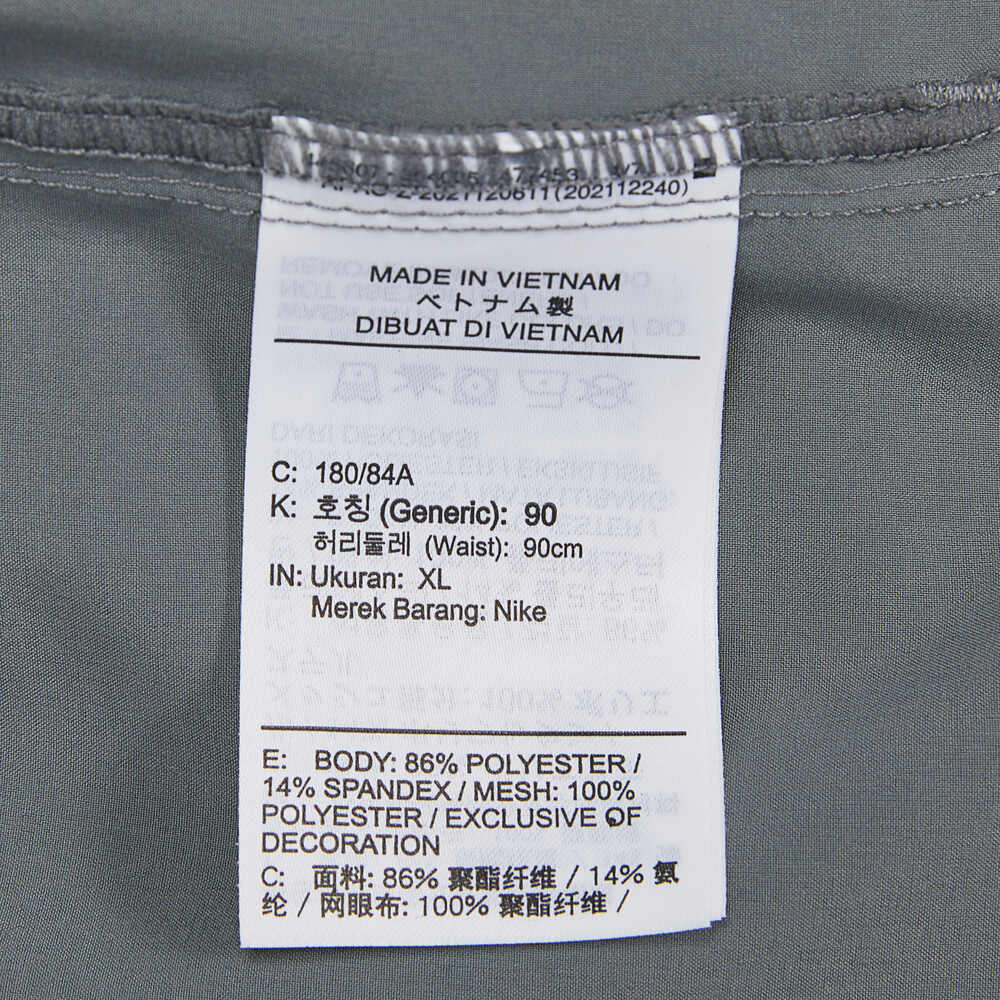 2-2021120611(202112240)
MADE IN VIETNAM
ベトナム製
DIBUAT DI VIETNAM
C: 180/84A
K: 호칭 (Generic): 90
허리둘레 (Waist): 90cm
IN: Ukuran: XL
Merek Barang: Nike
E: BODY: 86% POLYESTER /
14% SPANDEX / MESH: 100%
POLYESTER / EXCLUSIVE OF
DECORATION
C: 面料: 86% 聚酯纤维 / 14% 氨
纶 / 网眼布: 100% 聚酯纤维 /